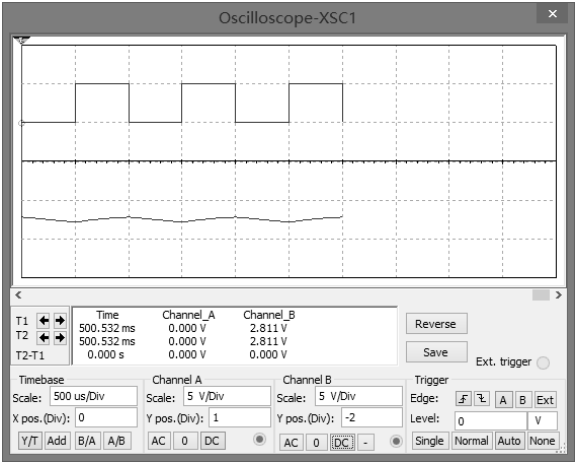 Oscilloscope-XSC1
×
T1
T2
T2-T1
Time Channel_A Channel_B
500.532 ms 0.000 V 2.811 V
500.532 ms 0.000 V 2.811 V
0.000 s 0.000 V 0.000 V
Reverse
Save
Ext. trigger
Timebase
Scale: 500 us/Div
X pos.(Div): 0
Y/T Add B/A A/B
Channel A
Scale: 5 V/Div
Y pos.(Div): 1
AC 0 DC
Channel B
Scale: 5 V/Div
Y pos.(Div): -2
AC 0 DC -
Trigger
Edge: A B Ext
Level: 0 V
Single Normal Auto None